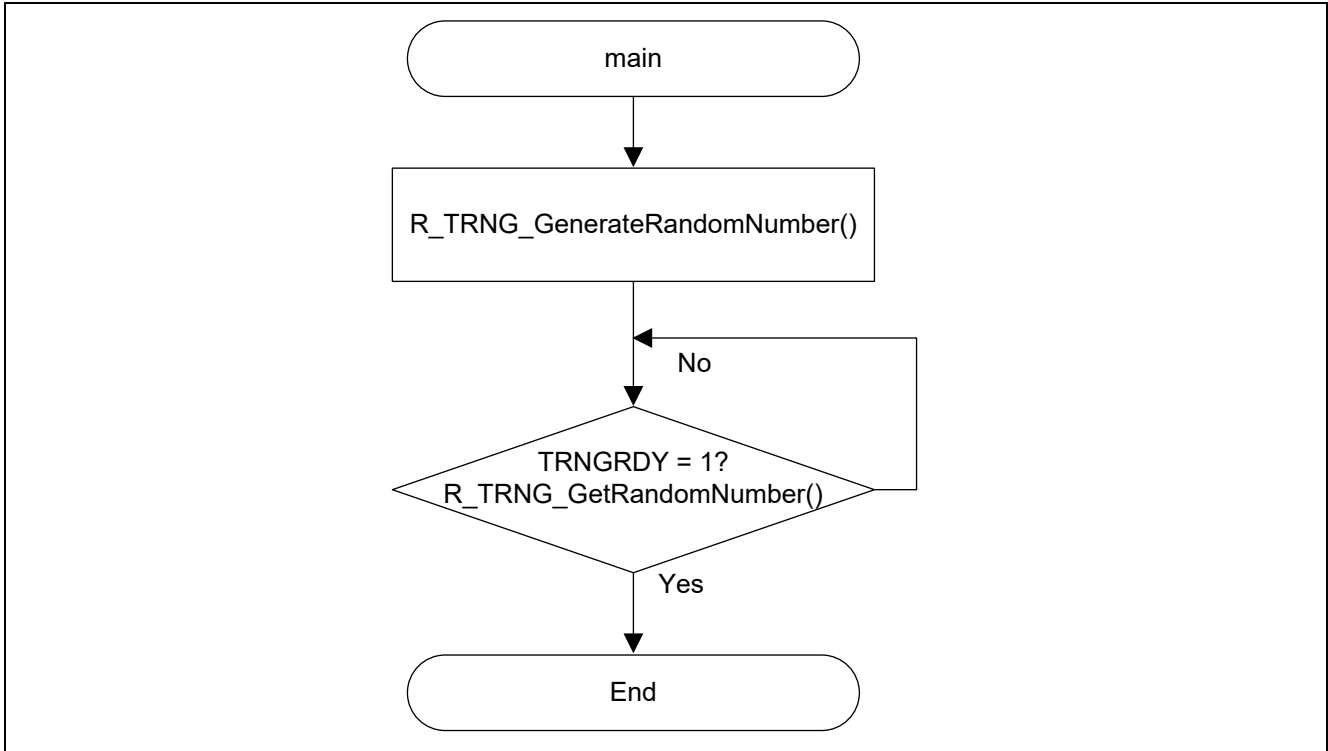 main
R_TRNG_GenerateRandomNumber()
No
TRNGRDY = 1?
R_TRNG_GetRandomNumber()
Yes
End